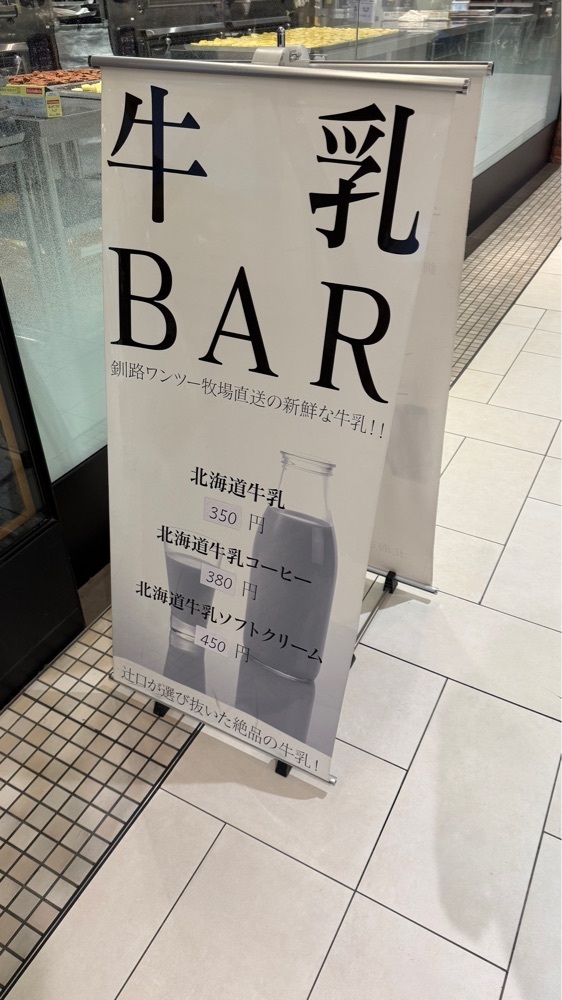 牛乳
BAR
釧路ワンツー牧場直送の新鮮な牛乳!!
北海道牛乳
350 円
北海道牛乳コーヒー
380 円
北海道牛乳ソフトクリーム
450 円
辻口が選び抜いた絶品の牛乳!